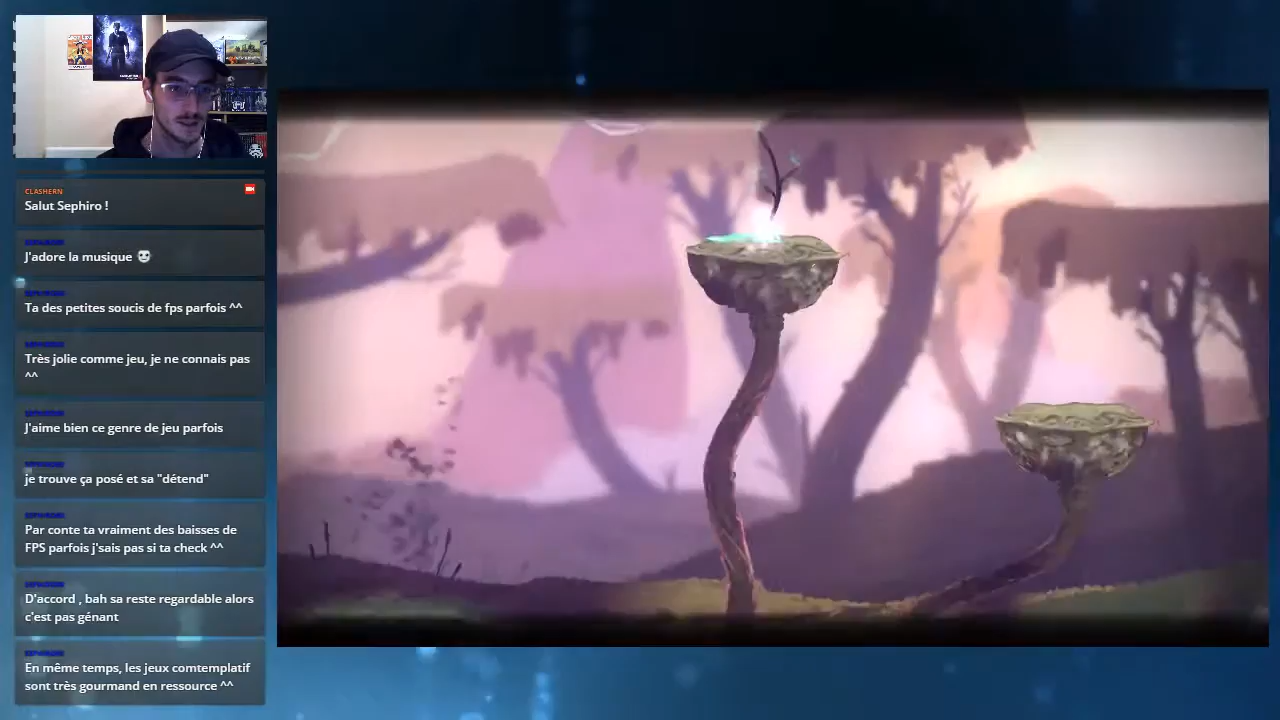 CLASHERN
Salut Sephiro !
J'adore la musique
Ta des petites soucis de fps parfois ^^
Très jolie comme jeu, je ne connais pas
^^
J'aime bien ce genre de jeu parfois
je trouve ça posé et sa "détend"
Par conte ta vraiment des baisses de
FPS parfois j'sais pas si ta check ^^
D'accord , bah sa reste regardable alors
c'est pas génant
En même temps, les jeux comtemplatif
sont très gourmand en ressource ^^